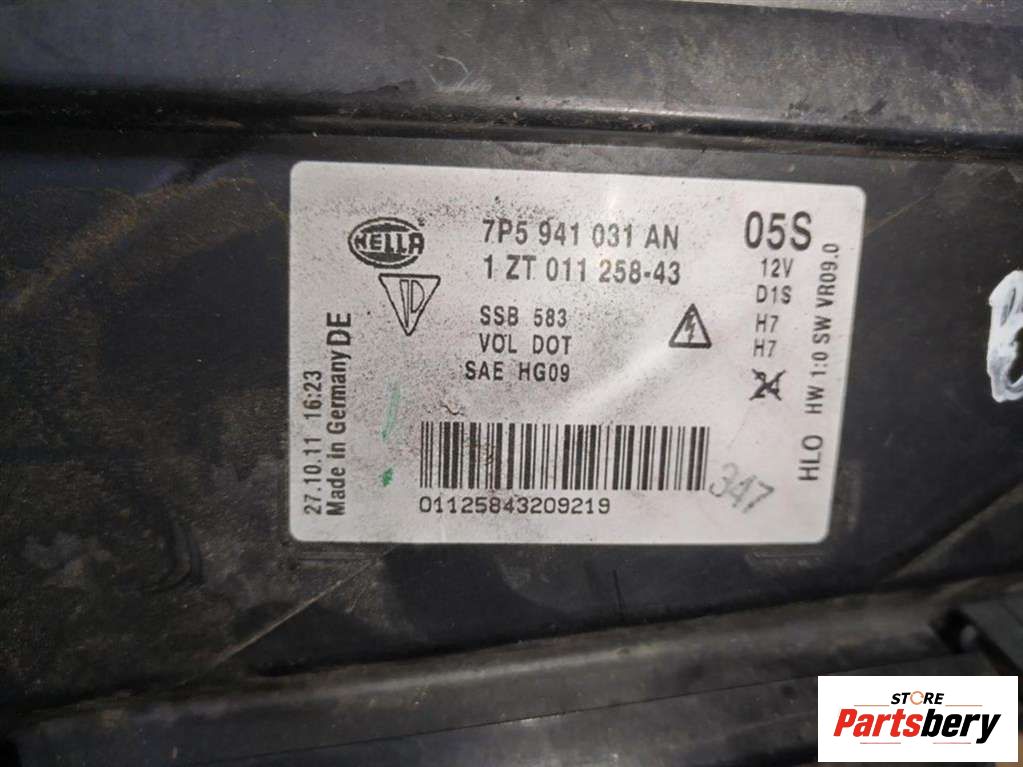 HELLA
7P5 941 031 AN
1 ZT 011 258-43
SSB 583
VOL DOT
SAE HG09
05S
12V
D1S
H7
H7
24
HW 1:0 SW VR09.0
HLO
27.10.11 16:23
Made in Germany DE
01125843209219
347
STORE
Partsbery